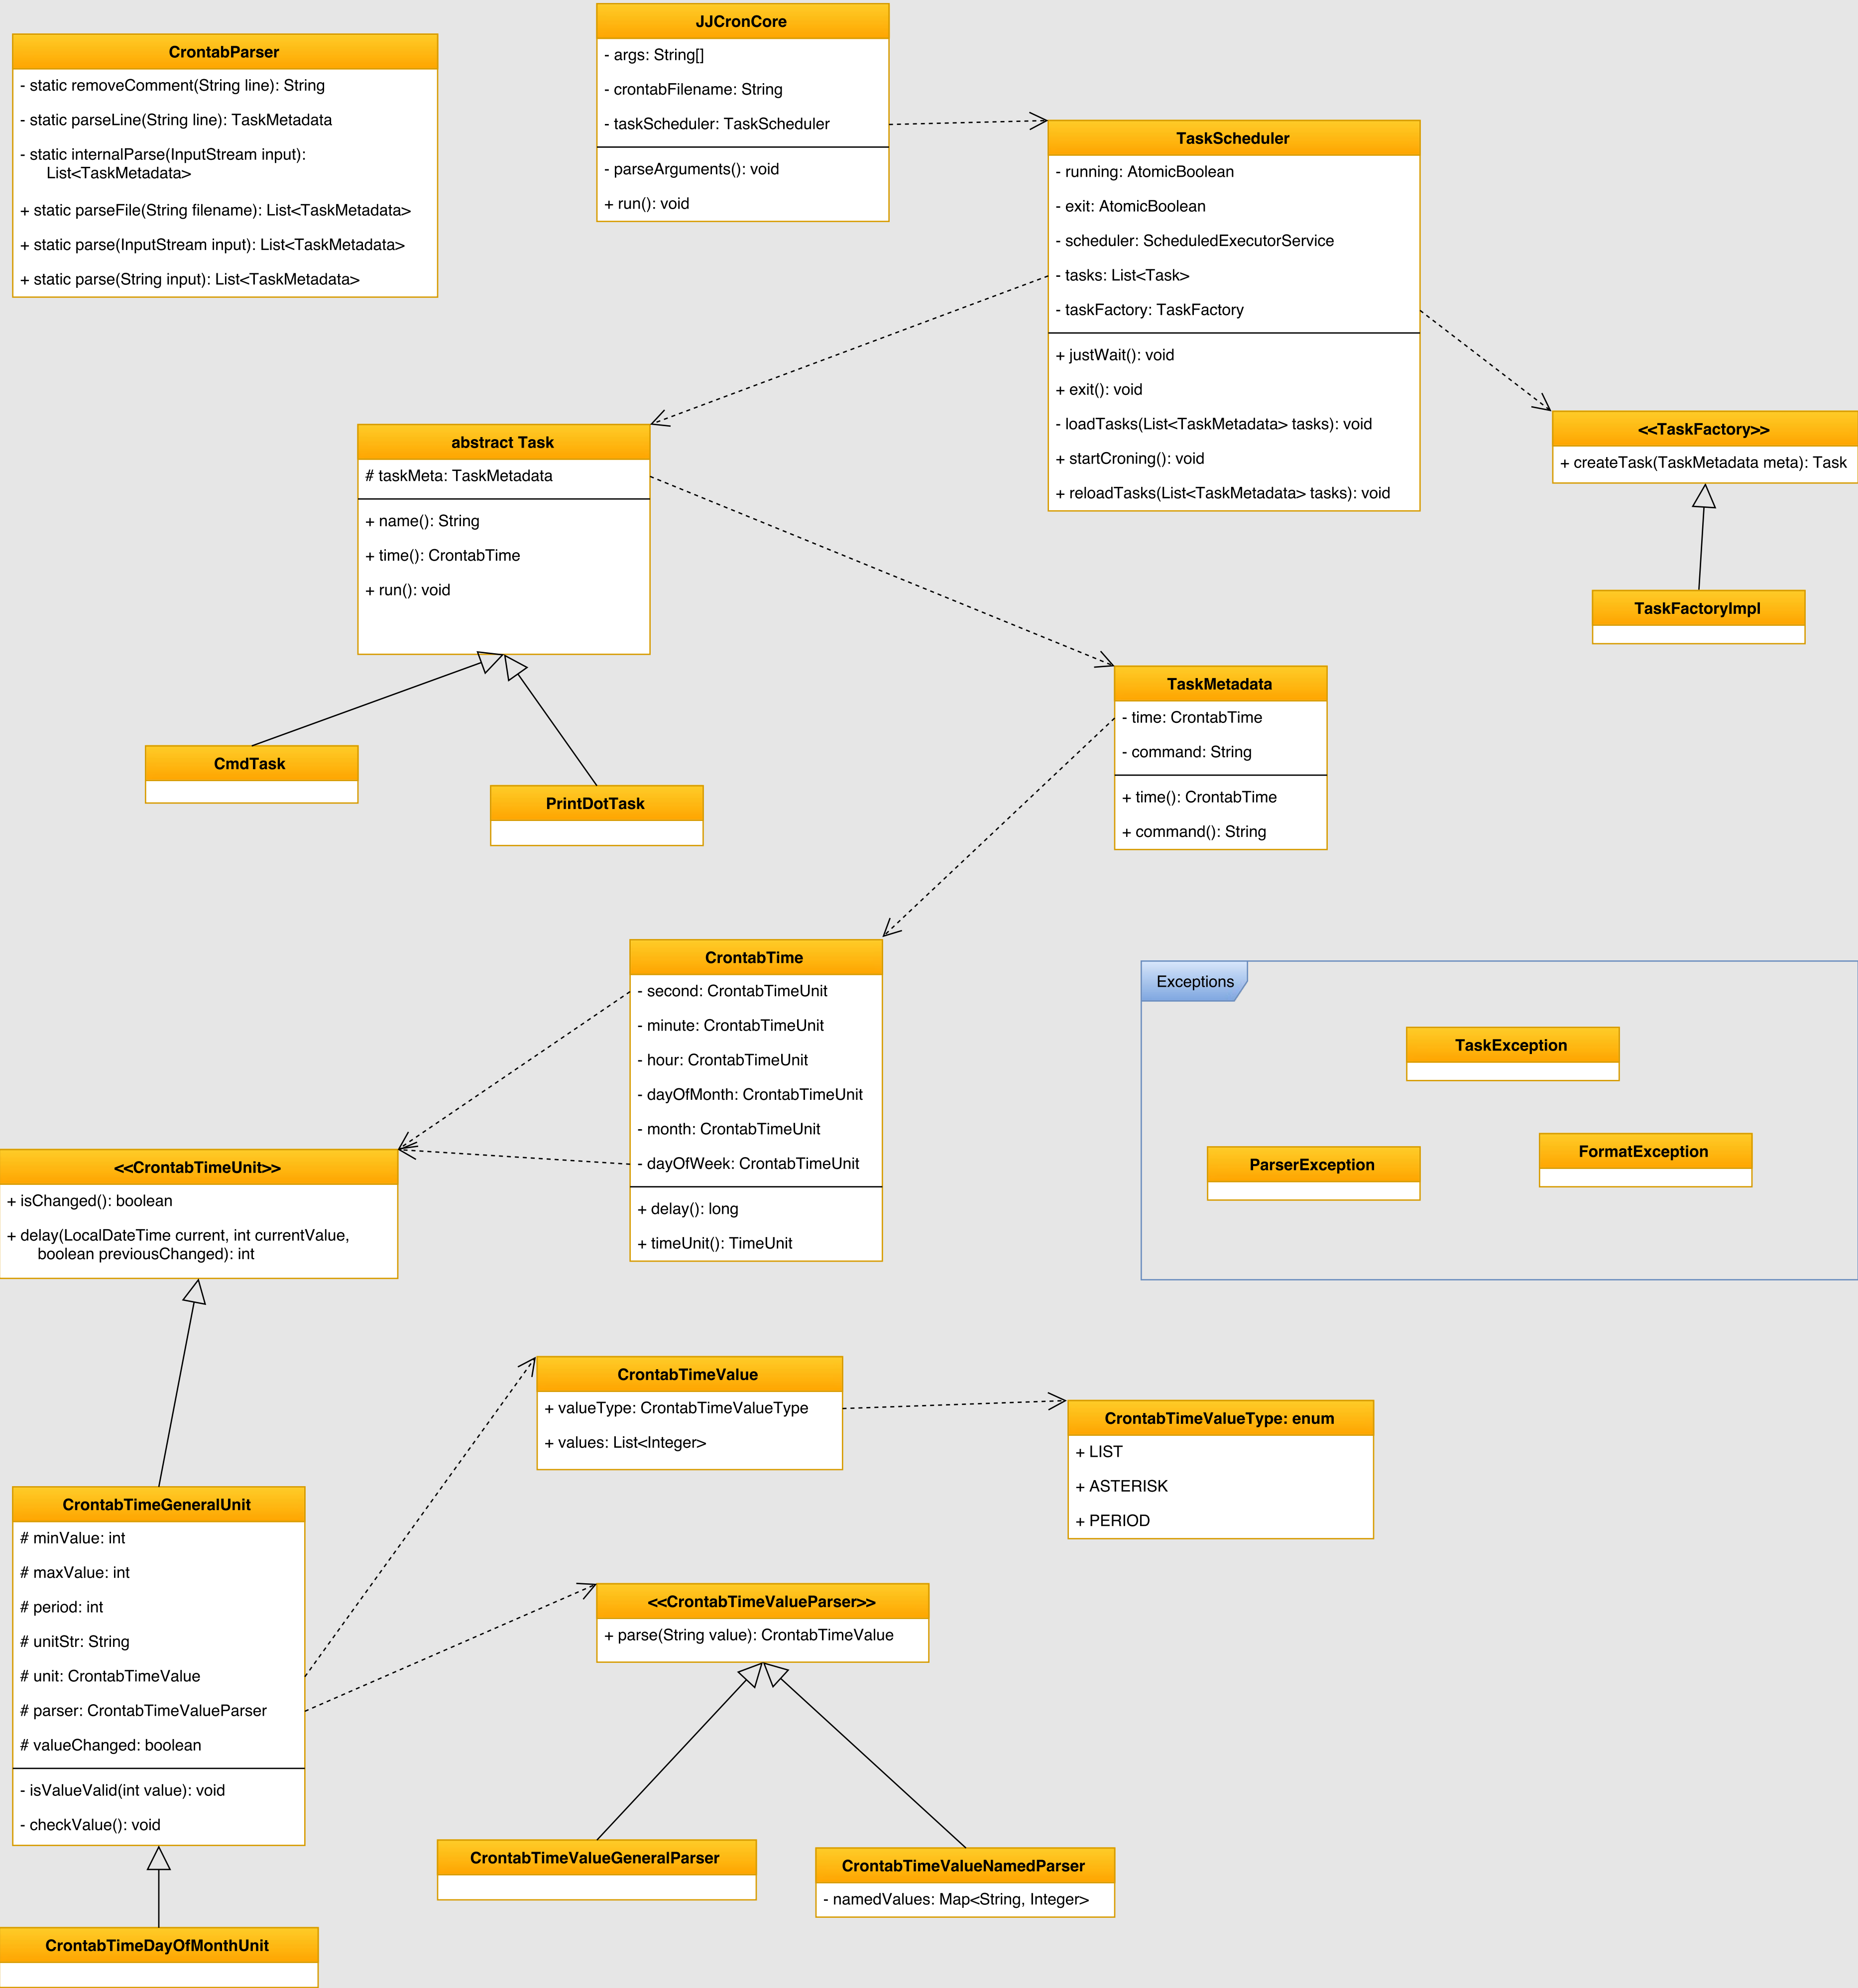 CrontabParser
- static removeComment(String line): String
- static parseLine(String line): TaskMetadata
- static internalParse(InputStream input):
List<TaskMetadata>
+ static parseFile(String filename): List<TaskMetadata>
+ static parse(InputStream input): List<TaskMetadata>
+ static parse(String input): List<TaskMetadata>
JJCronCore
- args: String[]
- crontabFilename: String
- taskScheduler: TaskScheduler
- parseArguments(): void
+ run(): void
TaskScheduler
- running: AtomicBoolean
- exit: AtomicBoolean
- scheduler: ScheduledExecutorService
- tasks: List<Task>
- taskFactory: TaskFactory
+ justWait(): void
+ exit(): void
- loadTasks(List<TaskMetadata> tasks): void
+ startCroning(): void
+ reloadTasks(List<TaskMetadata> tasks): void
<<TaskFactory>>
+ createTask(TaskMetadata meta): Task
TaskFactoryImpl
abstract Task
# taskMeta: TaskMetadata
+ name(): String
+ time(): CrontabTime
+ run(): void
CmdTask
PrintDotTask
TaskMetadata
- time: CrontabTime
- command: String
+ time(): CrontabTime
+ command(): String
CrontabTime
- second: CrontabTimeUnit
- minute: CrontabTimeUnit
- hour: CrontabTimeUnit
- dayOfMonth: CrontabTimeUnit
- month: CrontabTimeUnit
- dayOfWeek: CrontabTimeUnit
+ delay(): long
+ timeUnit(): TimeUnit
Exceptions
TaskException
ParserException
FormatException
<<CrontabTimeUnit>>
+ isChanged(): boolean
+ delay(LocalDateTime current, int currentValue,
boolean previousChanged): int
CrontabTimeValue
+ valueType: CrontabTimeValueType
+ values: List<Integer>
CrontabTimeValueType: enum
+ LIST
+ ASTERISK
+ PERIOD
CrontabTimeGeneralUnit
# minValue: int
# maxValue: int
# period: int
# unitStr: String
# unit: CrontabTimeValue
# parser: CrontabTimeValueParser
# valueChanged: boolean
- isValueValid(int value): void
- checkValue(): void
<<CrontabTimeValueParser>>
+ parse(String value): CrontabTimeValue
CrontabTimeValueGeneralParser
CrontabTimeValueNamedParser
- namedValues: Map<String, Integer>
CrontabTimeDayOfMonthUnit